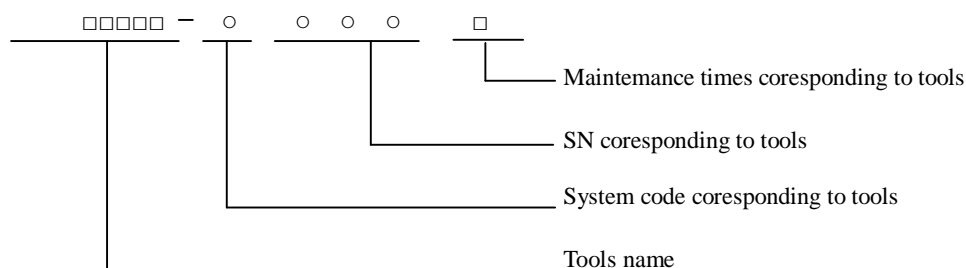 □□□□□－ ○ ○ ○ ○ □
Maintemance times coresponding to tools
SN coresponding to tools
System code coresponding to tools
Tools name